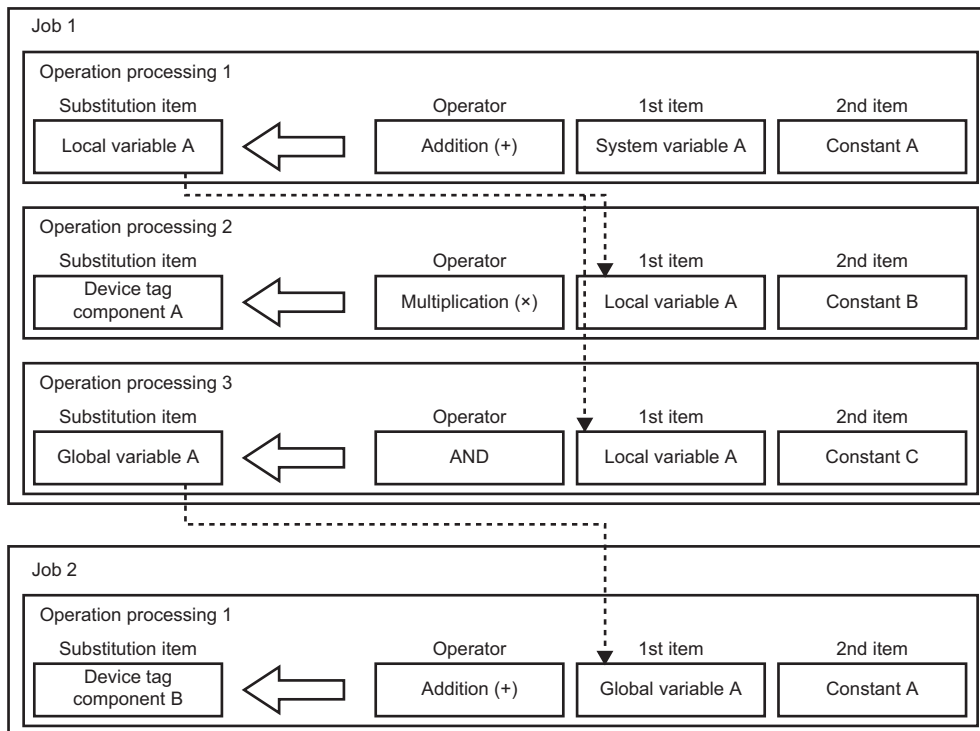 Job 1
Operation processing 1
Substitution item Operator 1st item 2nd item
Local variable A Addition (+) System variable A Constant A
Operation processing 2
Substitution item Operator 1st item 2nd item
Device tag
component A Multiplication (×) Local variable A Constant B
Operation processing 3
Substitution item Operator 1st item 2nd item
Global variable A AND Local variable A Constant C
Job 2
Operation processing 1
Substitution item Operator 1st item 2nd item
Device tag
component B Addition (+) Global variable A Constant A